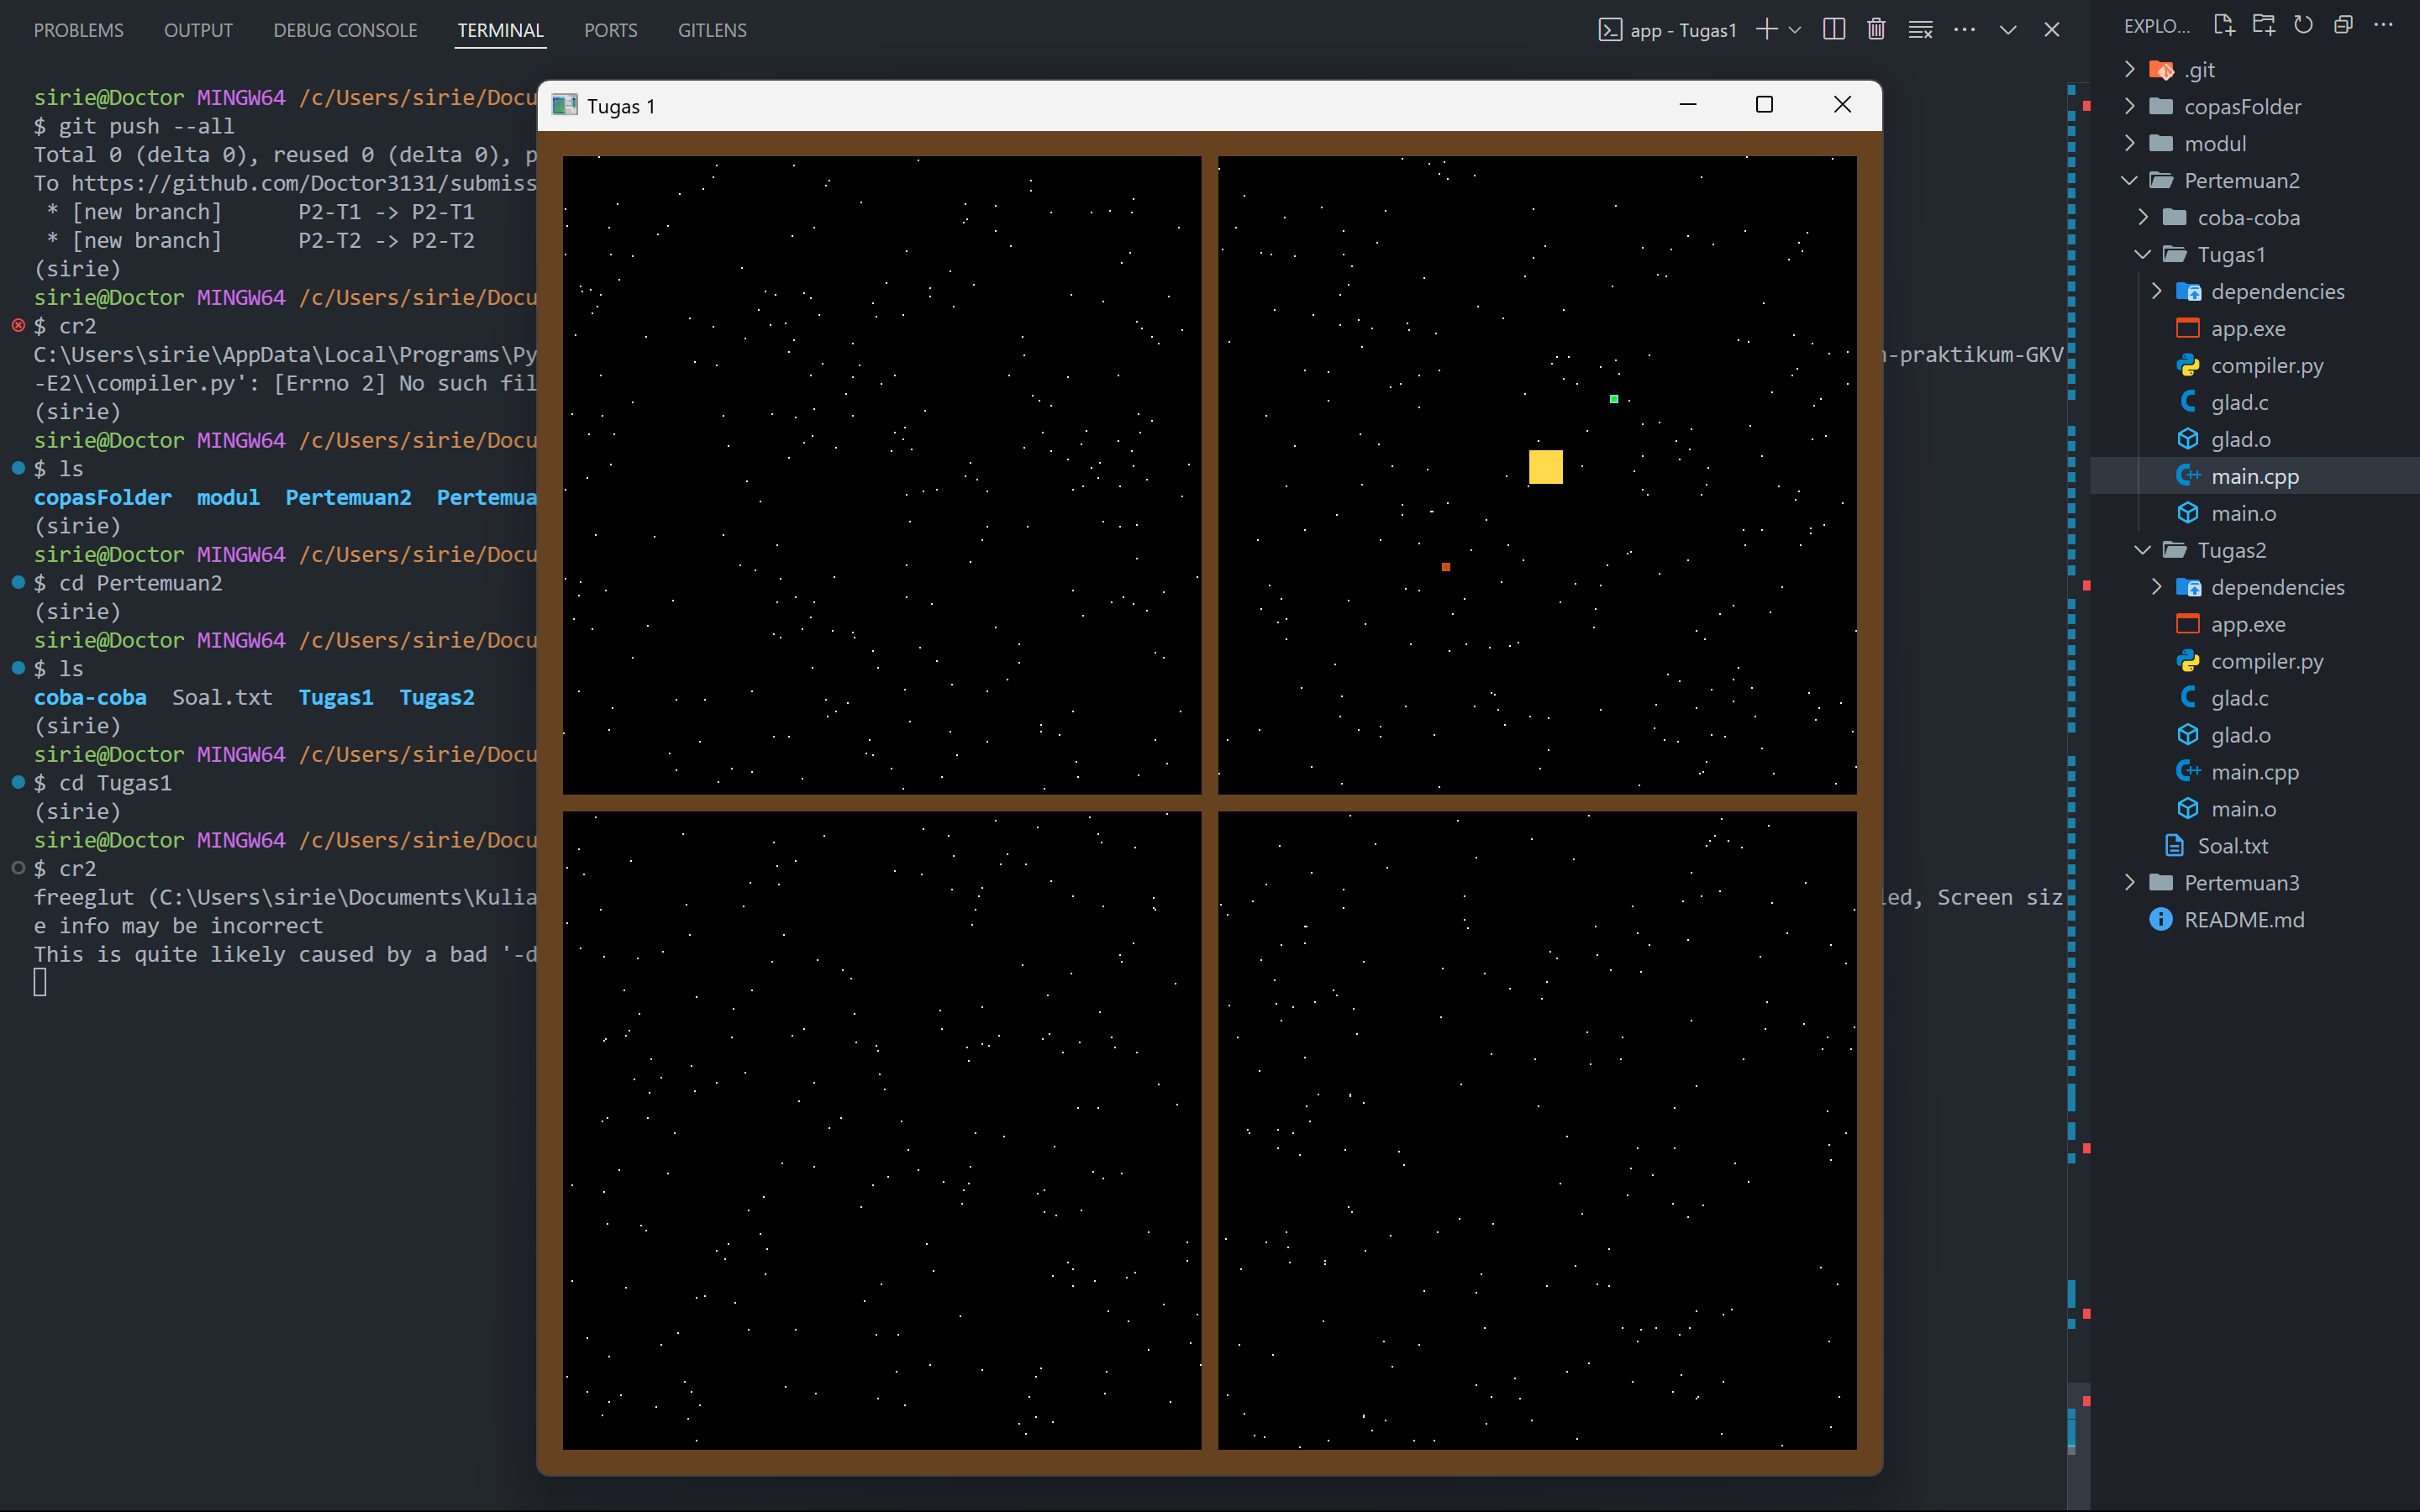 PROBLEMS OUTPUT DEBUG CONSOLE TERMINAL PORTS GITLENS
app - Tugas1
sirie@Doctor MINGW64 /c/Users/sirie/Docu
$ git push --all
Total 0 (delta 0), reused 0 (delta 0), p
To https://github.com/Doctor3131/submiss
* [new branch] P2-T1 -> P2-T1
* [new branch] P2-T2 -> P2-T2
(sirie)
sirie@Doctor MINGW64 /c/Users/sirie/Docu
$ cr2
C:\Users\sirie\AppData\Local\Programs\Py n-praktikum-GKV
-E2\\compiler.py': [Errno 2] No such fil
(sirie)
sirie@Doctor MINGW64 /c/Users/sirie/Docu
$ ls
copasFolder modul Pertemuan2 Pertemua
(sirie)
sirie@Doctor MINGW64 /c/Users/sirie/Docu
$ cd Pertemuan2
(sirie)
sirie@Doctor MINGW64 /c/Users/sirie/Docu
$ ls
coba-coba Soal.txt Tugas1 Tugas2
(sirie)
sirie@Doctor MINGW64 /c/Users/sirie/Docu
$ cd Tugas1
(sirie)
sirie@Doctor MINGW64 /c/Users/sirie/Docu
$ cr2
freeglut (C:\Users\sirie\Documents\Kulia led, Screen siz
e info may be incorrect
This is quite likely caused by a bad '-d
Tugas 1
EXPLO...
.git
copasFolder
modul
Pertemuan2
coba-coba
Tugas1
dependencies
app.exe
compiler.py
glad.c
glad.o
main.cpp
main.o
Tugas2
dependencies
app.exe
compiler.py
glad.c
glad.o
main.cpp
main.o
Soal.txt
Pertemuan3
README.md